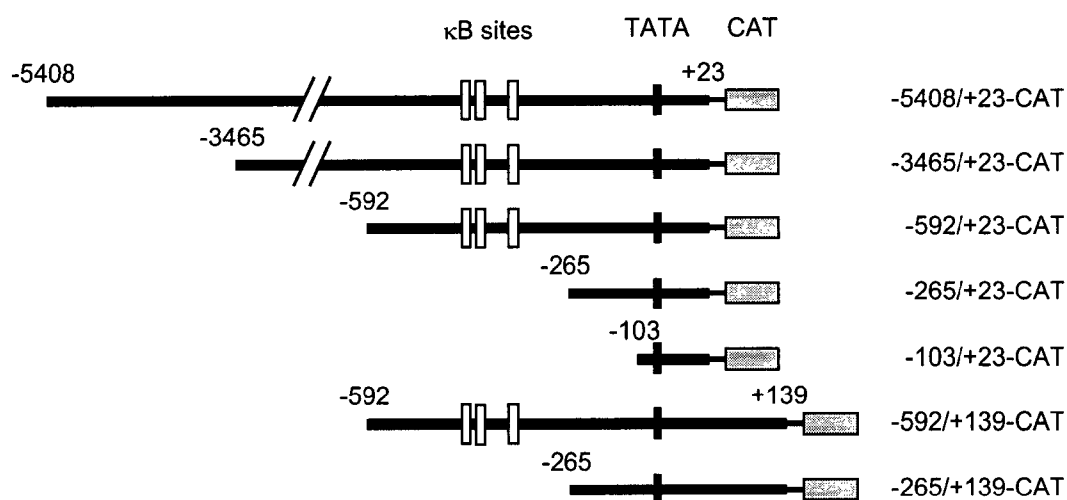 κB sites TATA CAT
-5408 +23 -5408/+23-CAT
-3465 -3465/+23-CAT
-592 -592/+23-CAT
-265 -265/+23-CAT
-103 -103/+23-CAT
-592 +139 -592/+139-CAT
-265 -265/+139-CAT